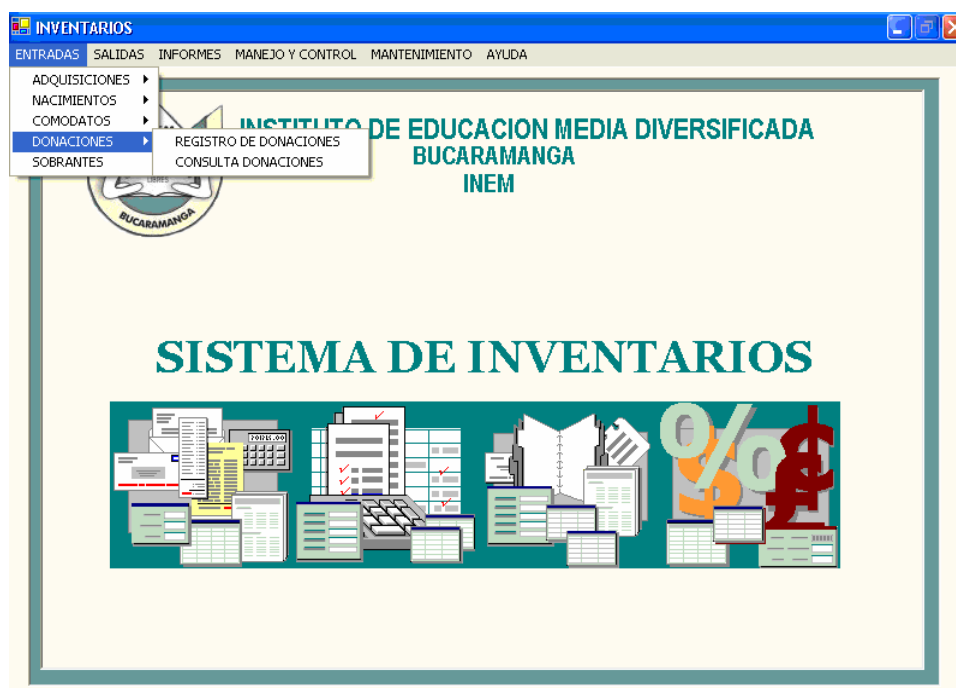 INVENTARIOS
ENTRADAS SALIDAS INFORMES MANEJO Y CONTROL MANTENIMIENTO AYUDA
ADQUISICIONES
NACIMIENTOS
COMODATOS
DONACIONES
SOBRANTES
REGISTRO DE DONACIONES
CONSULTA DONACIONES
INSTITUTO DE EDUCACION MEDIA DIVERSIFICADA
BUCARAMANGA
INEM
LIBRES
BUCARAMANGA
SISTEMA DE INVENTARIOS